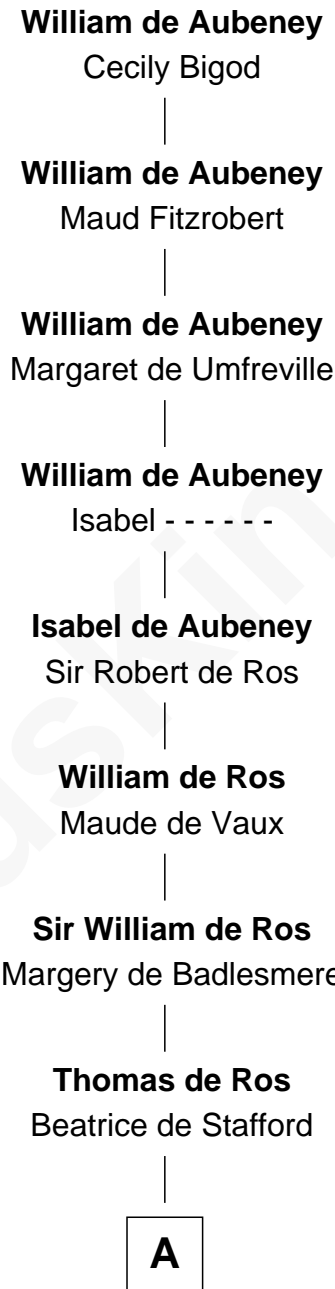 William de Aubeney
Cecily Bigod
William de Aubeney
Maud Fitzrobert
William de Aubeney
Margaret de Umfreville
William de Aubeney
Isabel - - - - - -
Isabel de Aubeney
Sir Robert de Ros
William de Ros
Maude de Vaux
Sir William de Ros
Margery de Badlesmere
Thomas de Ros
Beatrice de Stafford
A